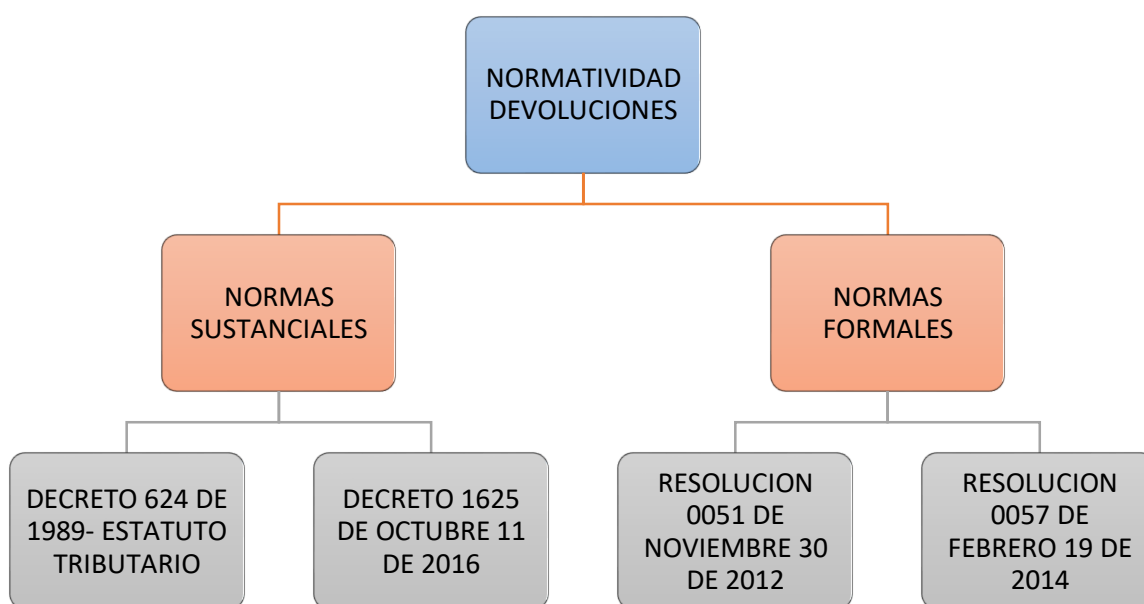 NORMATIVIDAD
DEVOLUCIONES
NORMAS
SUSTANCIALES
NORMAS
FORMALES
DECRETO 624 DE
1989- ESTATUTO
TRIBUTARIO
DECRETO 1625
DE OCTUBRE 11
DE 2016
RESOLUCION
0051 DE
NOVIEMBRE 30
DE 2012
RESOLUCION
0057 DE
FEBRERO 19 DE
2014